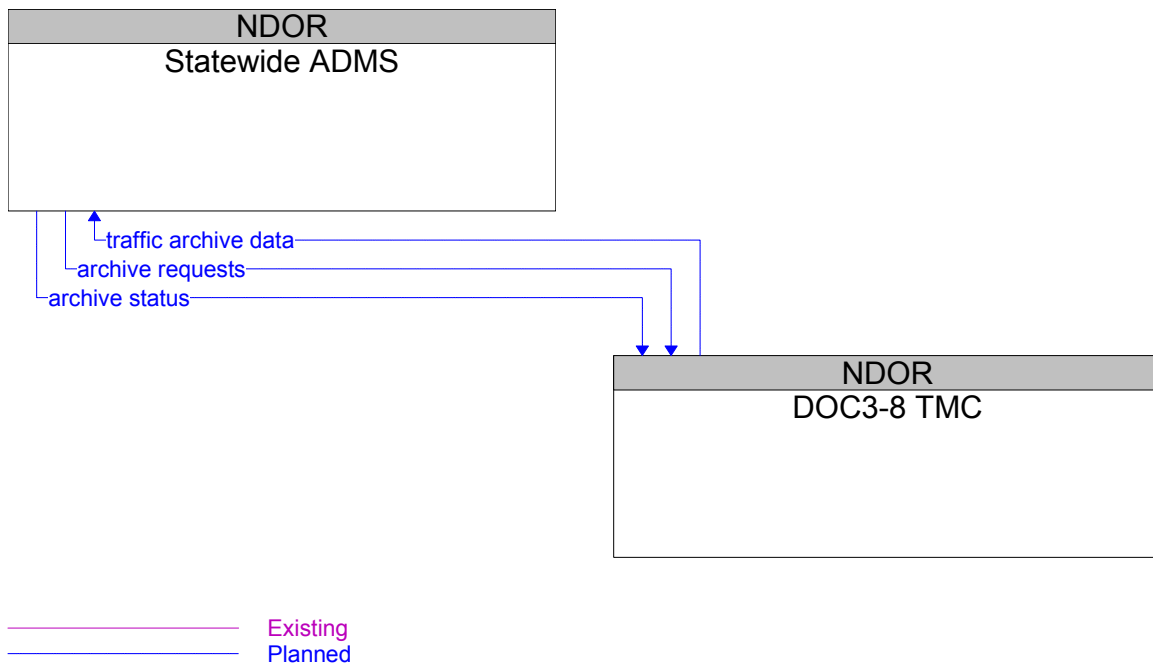 NDOR
Statewide ADMS
traffic archive data
archive requests
archive status
NDOR
DOC3-8 TMC
Existing
Planned